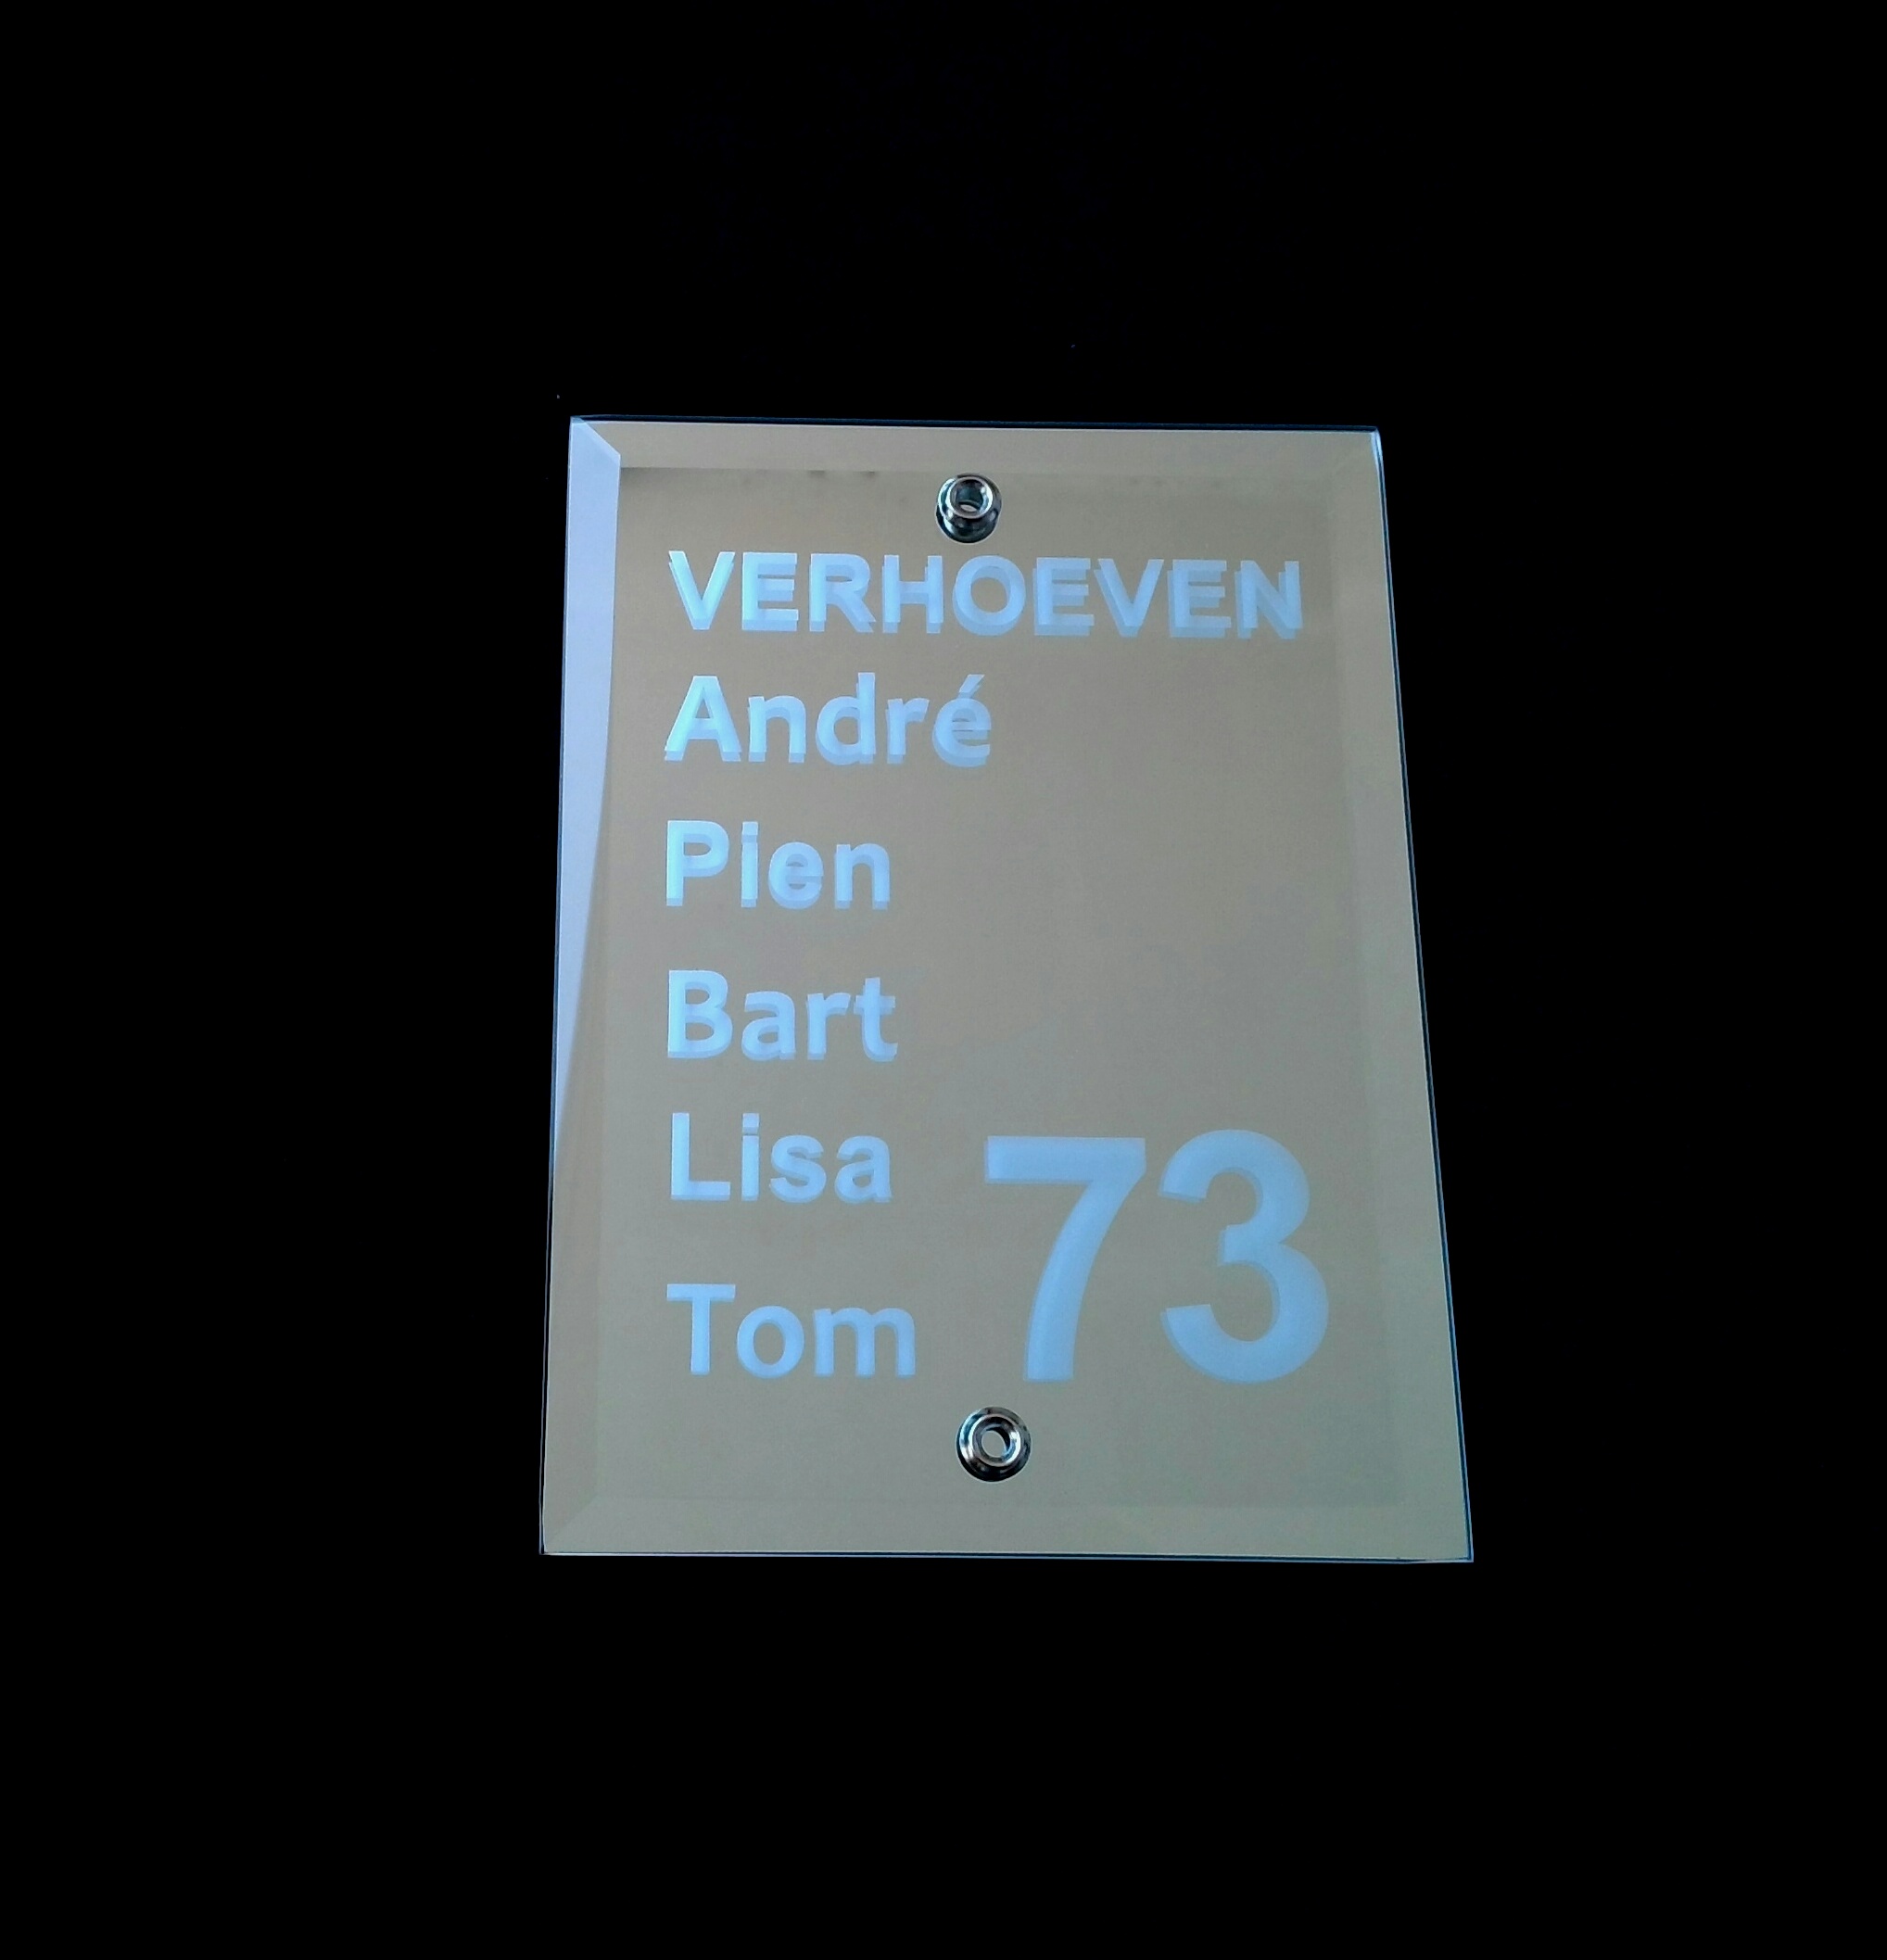 VERHOEVEN
André
Pien
Bart
Lisa
Tom
73